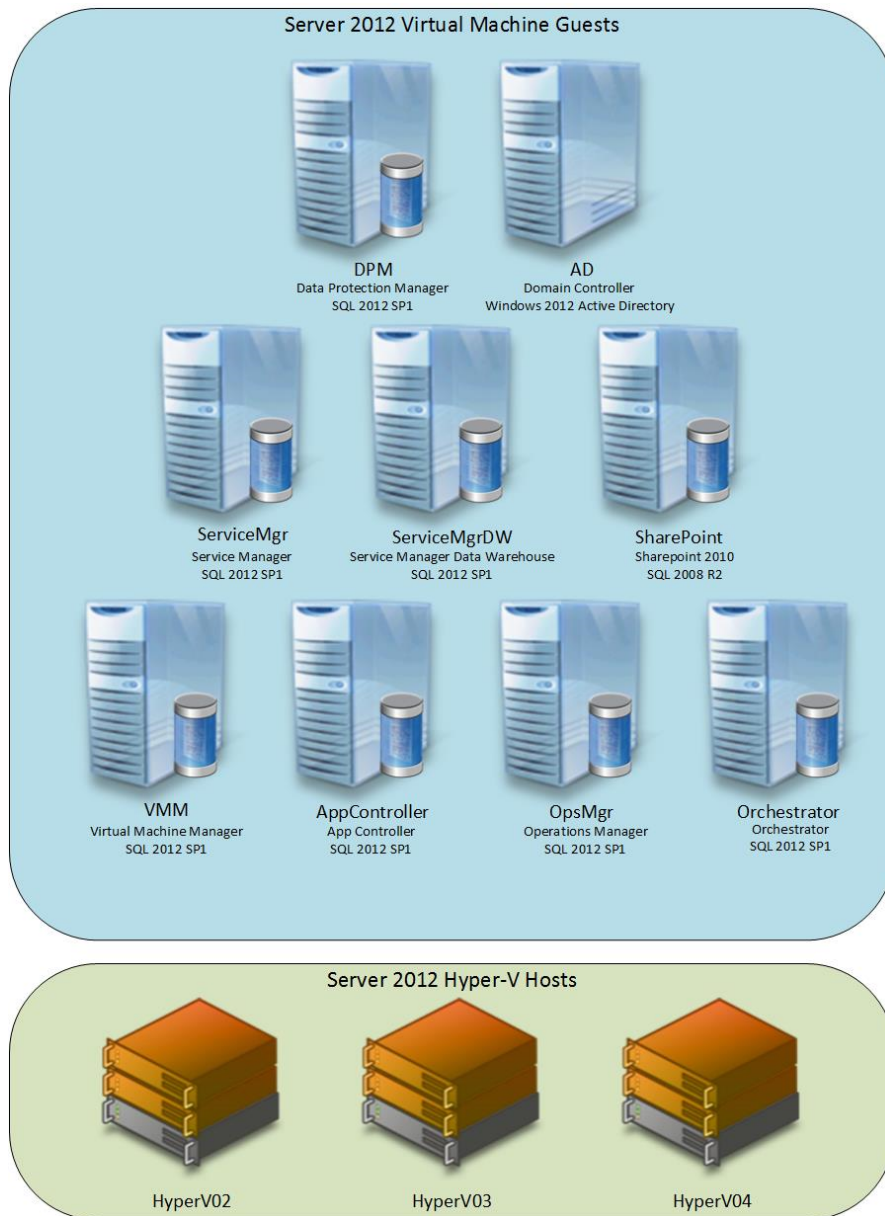 Server 2012 Virtual Machine Guests
DPM
Data Protection Manager
SQL 2012 SP1
AD
Domain Controller
Windows 2012 Active Directory
ServiceMgr
Service Manager
SQL 2012 SP1
ServiceMgrDW
Service Manager Data Warehouse
SQL 2012 SP1
SharePoint
Sharepoint 2010
SQL 2008 R2
VMM
Virtual Machine Manager
SQL 2012 SP1
AppController
App Controller
SQL 2012 SP1
OpsMgr
Operations Manager
SQL 2012 SP1
Orchestrator
Orchestrator
SQL 2012 SP1
Server 2012 Hyper-V Hosts
HyperV02
HyperV03
HyperV04